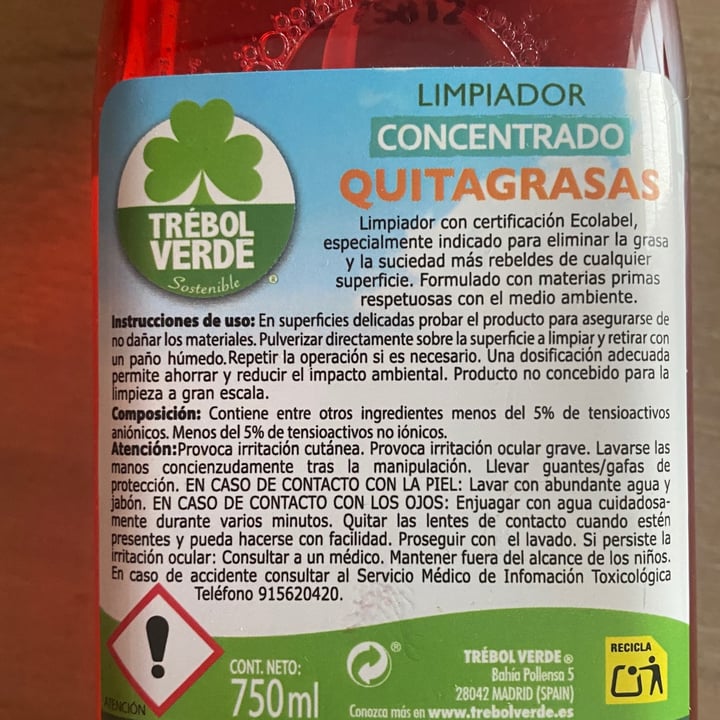 LIMPIADOR
CONCENTRADO
QUITAGRASAS
TRÉBOL
VERDE
Sostenible
®
Limpiador con certificación Ecolabel,
especialmente indicado para eliminar la grasa
y la suciedad más rebeldes de cualquier
superficie. Formulado con materias primas
respetuosas con el medio ambiente.
Instrucciones de uso: En superficies delicadas probar el producto para asegurarse de
no dañar los materiales. Pulverizar directamente sobre la superficie a limpiar y retirar con
un paño húmedo. Repetir la operación si es necesario. Una dosificación adecuada
permite ahorrar y reducir el impacto ambiental. Producto no concebido para la
limpieza a gran escala.
Composición: Contiene entre otros ingredientes menos del 5% de tensioactivos
aniónicos. Menos del 5% de tensioactivos no iónicos.
Atención:Provoca irritación cutánea. Provoca irritación ocular grave. Lavarse las
manos concienzudamente tras la manipulación. Llevar guantes/gafas de
protección. EN CASO DE CONTACTO CON LA PIEL: Lavar con abundante agua y
jabón. EN CASO DE CONTACTO CON LOS OJOS: Enjuagar con agua cuidadosa-
mente durante varios minutos. Quitar las lentes de contacto cuando estén
presentes y pueda hacerse con facilidad. Proseguir con el lavado. Si persiste la
irritación ocular: Consultar a un médico. Mantener fuera del alcance de los niños.
En caso de accidente consultar al Servicio Médico de Infomación Toxicológica
Teléfono 915620420.
ATENCIÓN
CONT. NETO:
750ml
®
TRÉBOL VERDE®
Bahía Pollensa 5
28042 MADRID (SPAIN)
Conozca más en www.trebolverde.es
RECICLA